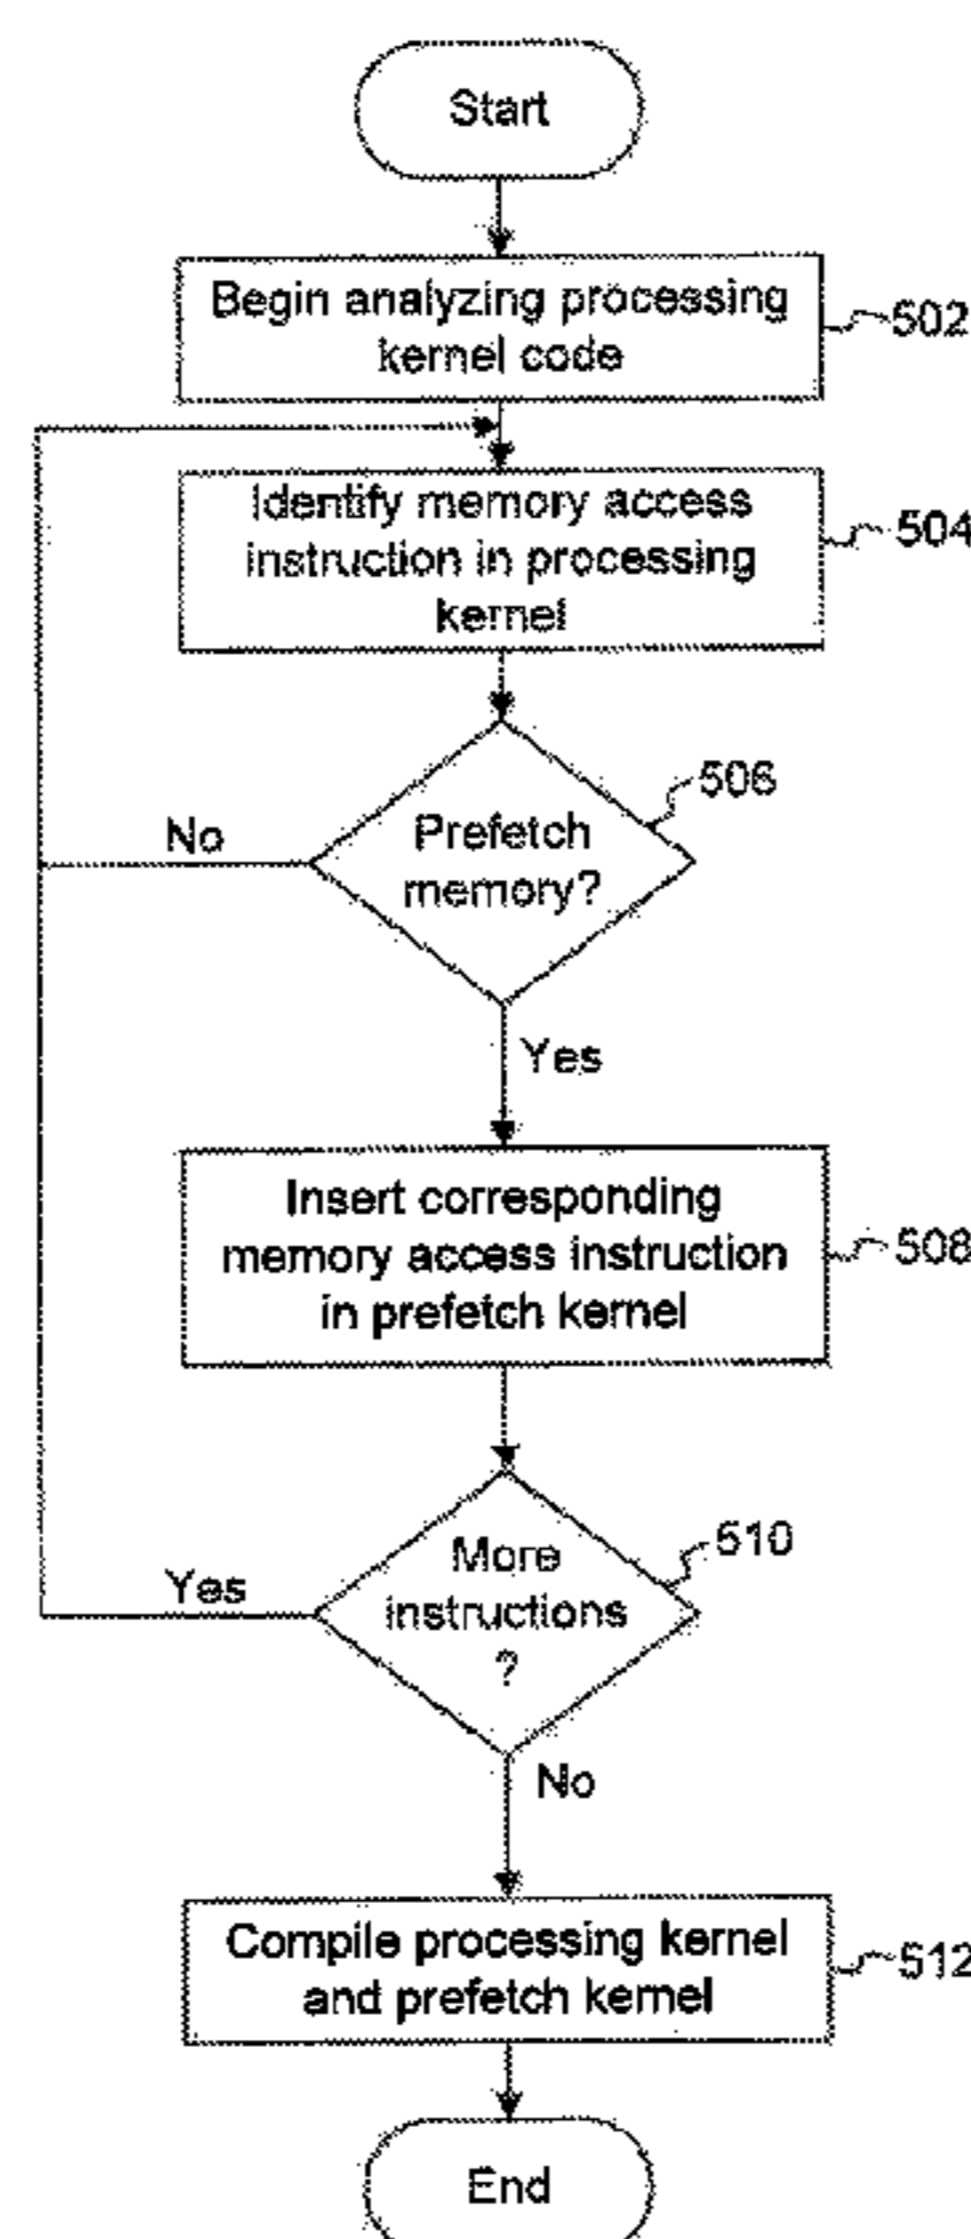 Start
Begin analyzing processing
kernel code
502
Identify memory access
instruction in processing
kernel
504
506
Prefetch
memory?
No
Yes
Insert corresponding
memory access instruction
in prefetch kernel
508
510
More
instructions
?
Yes
No
Compile processing kernel
and prefetch kernel
512
End